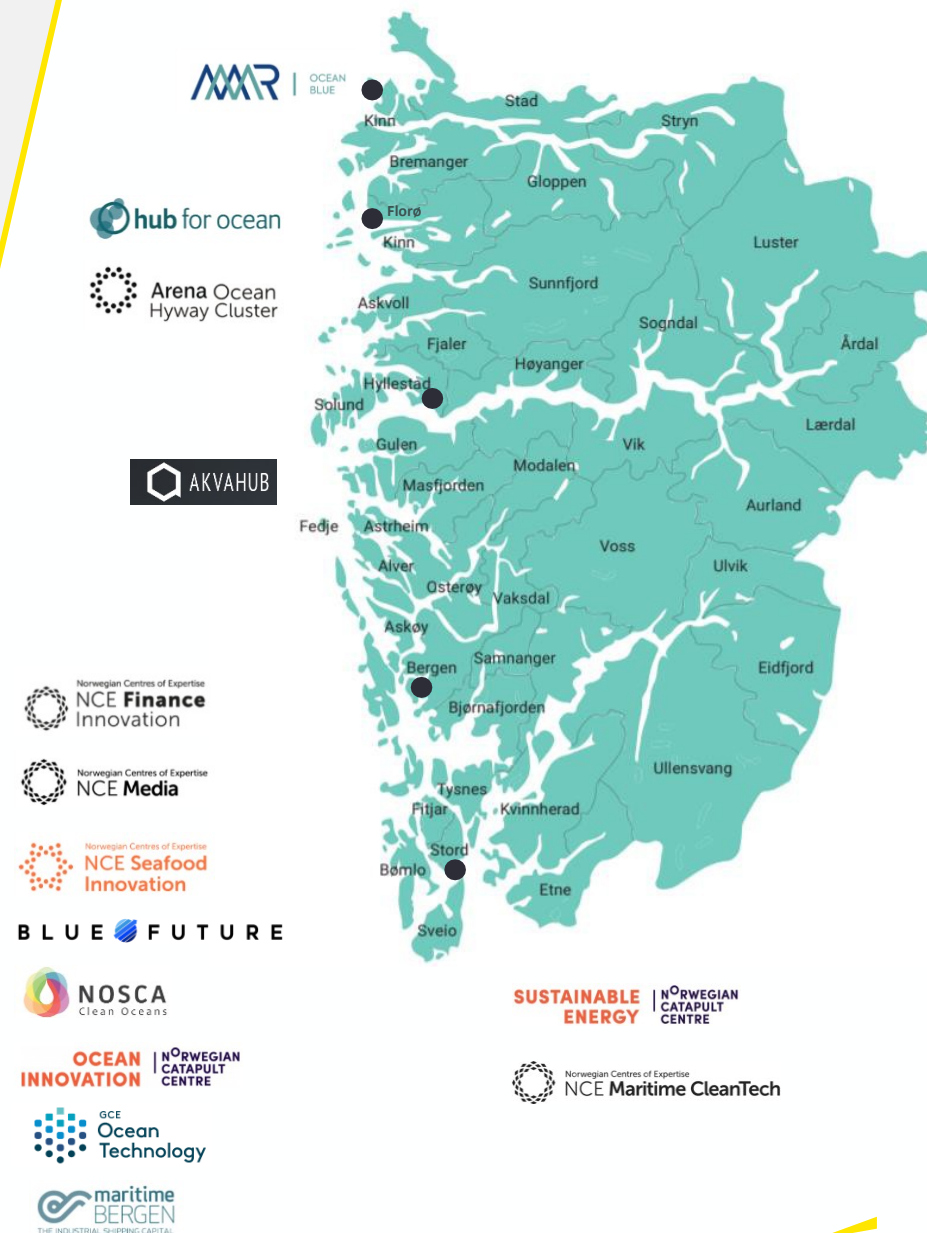 OCEAN
BLUE
Stad
Kinn
Stryn
Bremanger
Gloppen
hub for ocean
Florø
Kinn
Luster
Arena Ocean
Hyway Cluster
Sunnfjord
Askvoll
Sogndal
Fjaler
Årdal
Høyanger
Hyllestad
Solund
Lærdal
Gulen
Vik
Modalen
AKVAHUB
Masfjorden
Aurland
Fedje
Astrheim
Voss
Alver
Ulvik
Osterøy
Vaksdal
Askøy
Samnanger
Bergen
Eidfjord
Norwegian Centres of Expertise
NCE Finance
Innovation
Bjørnafjorden
Norwegian Centres of Expertise
NCE Media
Ullensvang
Tysnes
Fitjar
Kvinnherad
Norwegian Centres of Expertise
NCE Seafood
Innovation
Stord
Bømlo
Etne
Sveio
BLUE FUTURE
NOSCA
Clean Oceans
SUSTAINABLE
ENERGY
NORWEGIAN
CATAPULT
CENTRE
OCEAN
INNOVATION
NORWEGIAN
CATAPULT
CENTRE
Norwegian Centres of Expertise
NCE Maritime CleanTech
GCE
Ocean
Technology
maritime
BERGEN
THE INDUSTRIAL SHIPPING CAPITAL